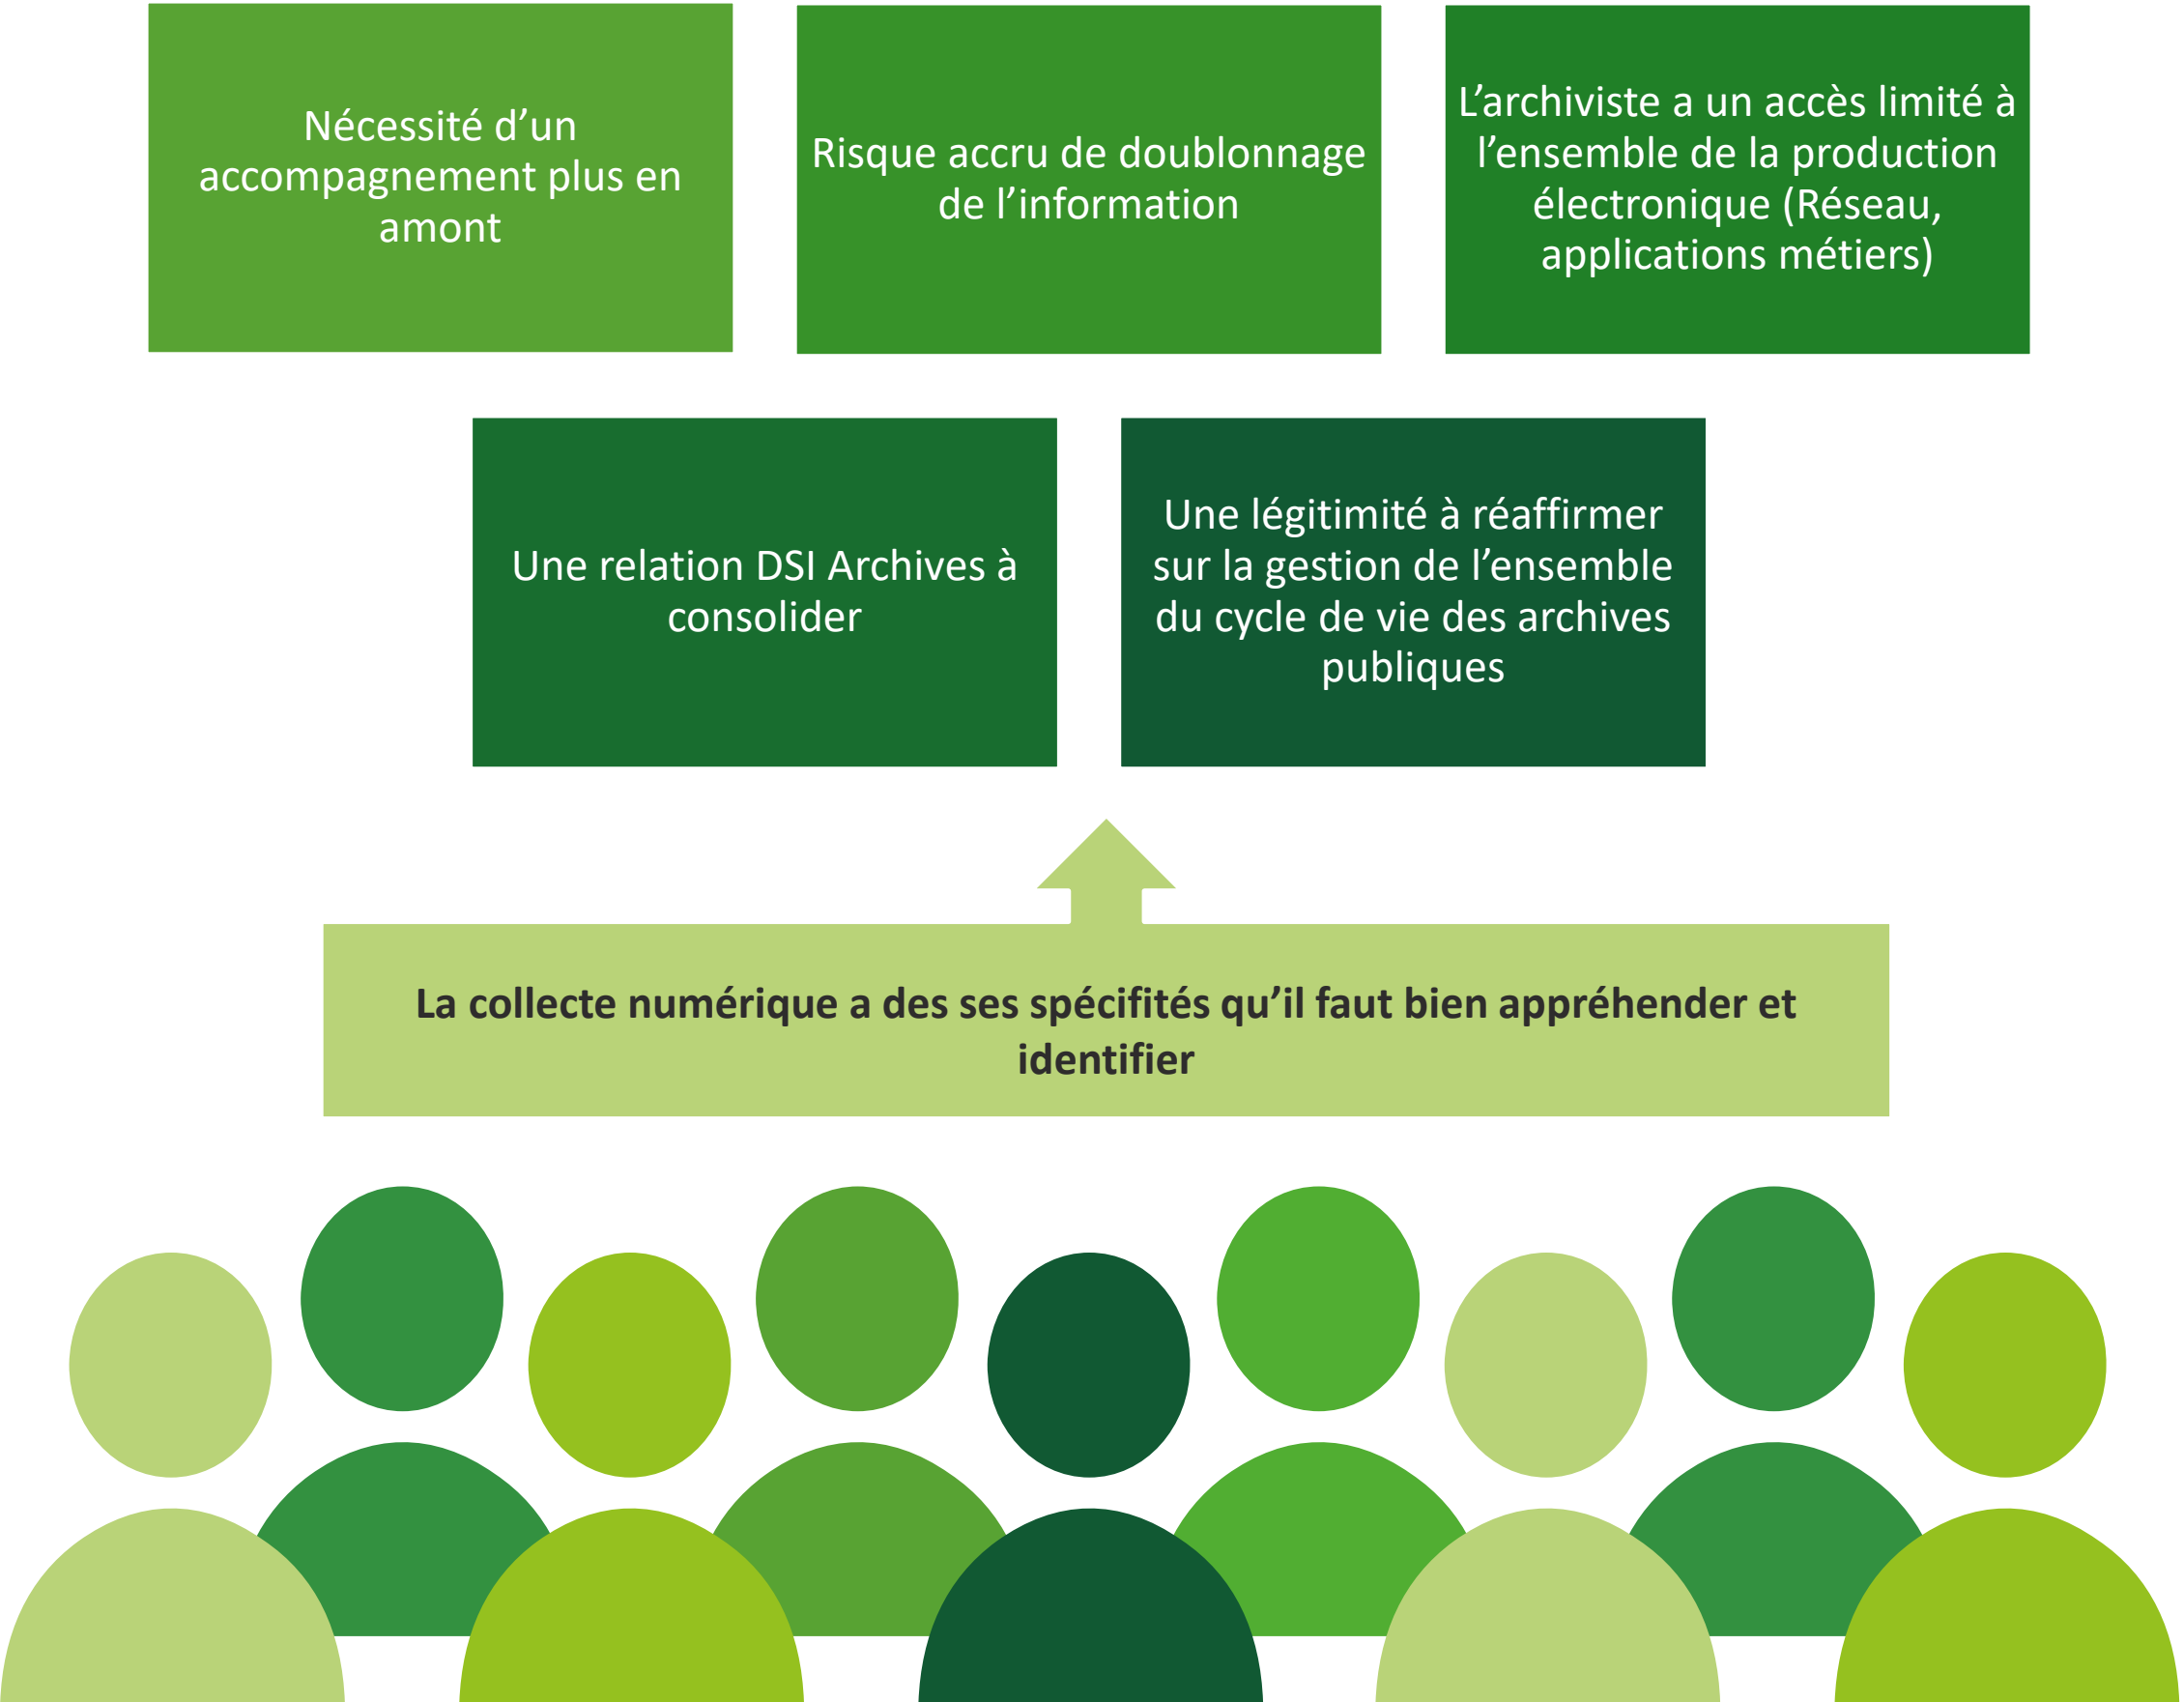 Nécessité d’un
accompagnement plus en
amont
Risque accru de doublonnage
de l’information
L’archiviste a un accès limité à
l’ensemble de la production
électronique (Réseau,
applications métiers)
Une relation DSI Archives à
consolider
Une légitimité à réaffirmer
sur la gestion de l’ensemble
du cycle de vie des archives
publiques
La collecte numérique a des ses spécifités qu’il faut bien appréhender et
identifier